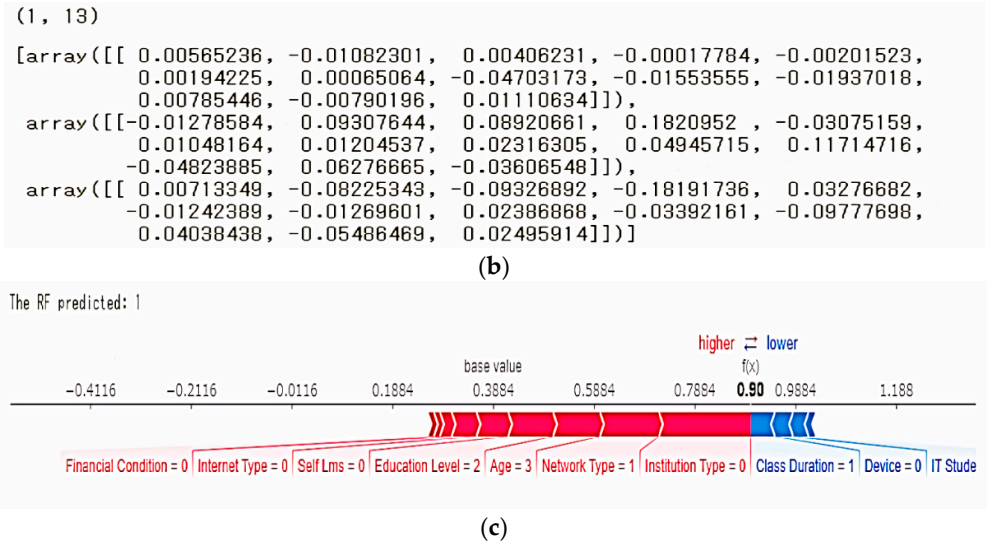 (1, 13)
[array([[ 0.00565236, -0.01082301, 0.00406231, -0.00017784, -0.00201523,
0.00194225, 0.00065064, -0.04703173, -0.01553555, -0.01937018,
0.00785446, -0.00790196, 0.01110634]]),
array([[-0.01278584, 0.09307644, 0.08920661, 0.1820952 , -0.03075159,
0.01048164, 0.01204537, 0.02316305, 0.04945715, 0.11714716,
-0.04823885, 0.06276665, -0.03606548]]),
array([[ 0.00713349, -0.08225343, -0.09326892, -0.18191736, 0.03276682,
-0.01242389, -0.01269601, 0.02386868, -0.03392161, -0.09777698,
0.04038438, -0.05486469, 0.02495914]])]
(b)
The RF predicted: 1
higher ⇄ lower
base value f(x)
-0.4116 -0.2116 -0.0116 0.1884 0.3884 0.5884 0.7884 0.90 0.9884 1.188
Financial Condition = 0 Internet Type = 0 Self Lms = 0 Education Level = 2 Age = 3 Network Type = 1 Institution Type = 0 Class Duration = 1 Device = 0 IT Stude
(c)